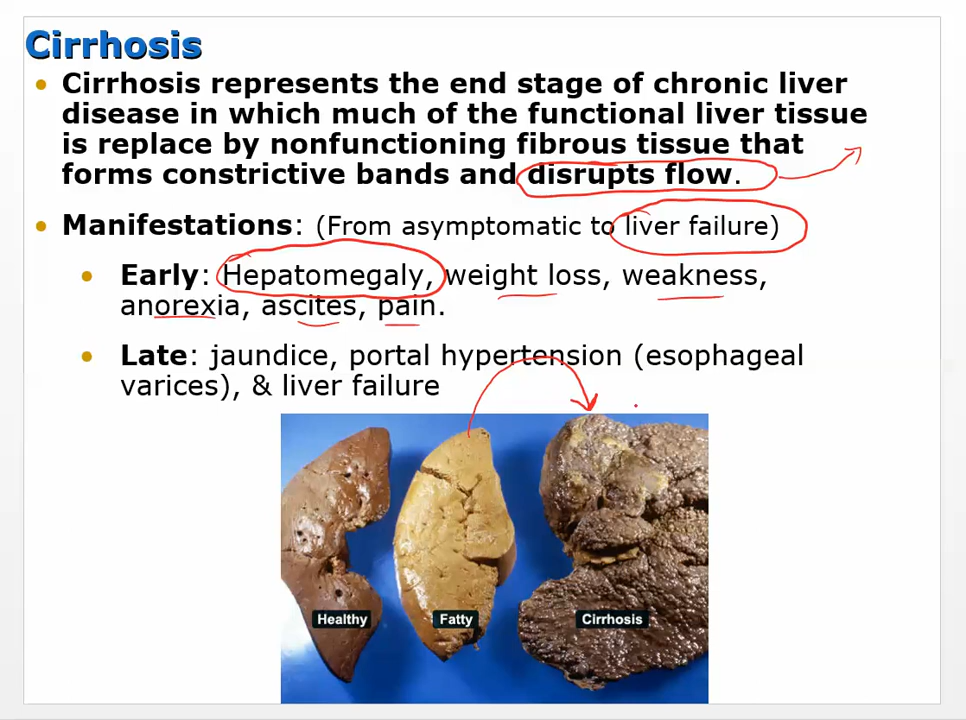 Cirrhosis
• Cirrhosis represents the end stage of chronic liver
disease in which much of the functional liver tissue
is replace by nonfunctioning fibrous tissue that
forms constrictive bands and disrupts flow.
• Manifestations: (From asymptomatic to liver failure)
• Early: Hepatomegaly, weight loss, weakness,
anorexia, ascites, pain.
• Late: jaundice, portal hypertension (esophageal
varices), & liver failure
Healthy Fatty Cirrhosis